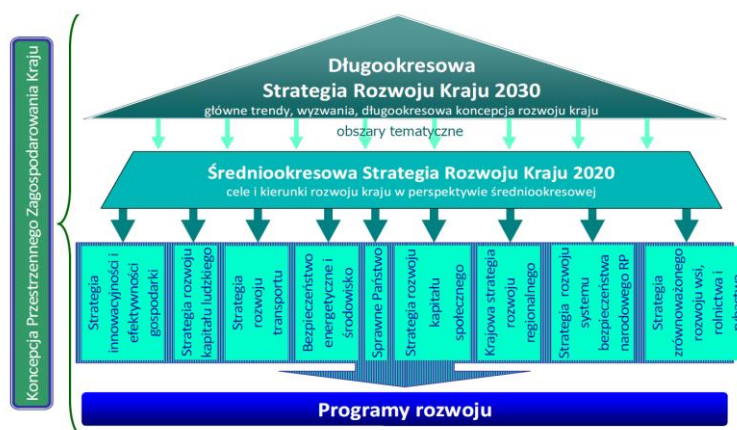 Koncepcja Przestrzennego Zagospodarowania Kraju
Długookresowa
Strategia Rozwoju Kraju 2030
główne trendy, wyzwania, długookresowa koncepcja rozwoju kraju
obszary tematyczne
Średniookresowa Strategia Rozwoju Kraju 2020
cele i kierunki rozwoju kraju w perspektywie średniookresowej
Strategia
innowacyjności i
efektywności
gospodarki
Strategia rozwoju
kapitału ludzkiego
Strategia
rozwoju
transportu
Bezpieczeństwo
energetyczne i
środowisko
Sprawne Państwo
Strategia rozwoju
kapitału
społecznego
Krajowa strategia
rozwoju
regionalnego
Strategia rozwoju
systemu
bezpieczeństwa
narodowego RP
Strategia
zrównoważonego
rozwoju wsi,
rolnictwa i
Programy rozwoju